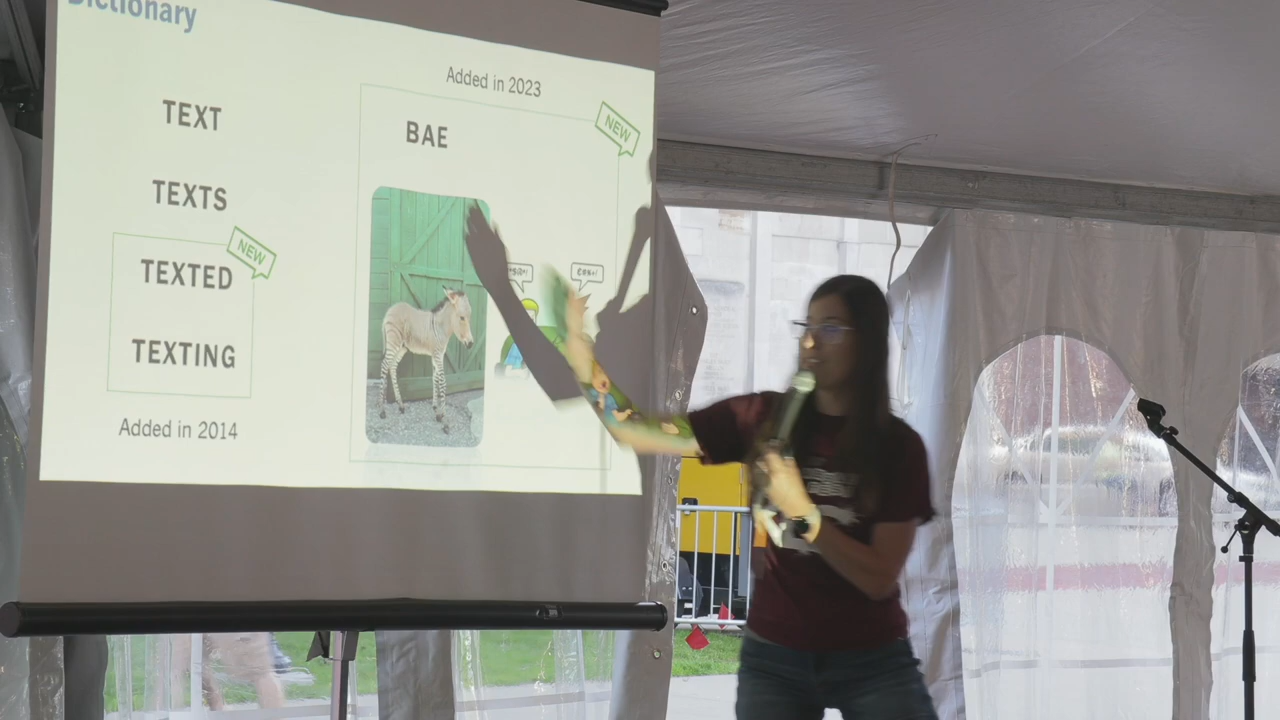 Dictionary
TEXT
TEXTS
NEW
TEXTED
TEXTING
Added in 2014
Added in 2023
NEW
BAE